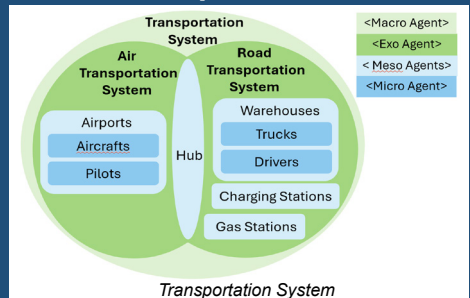 Transportation
System
Air
Transportation
System
Road
Transportation
System
Airports
Aircrafts
Pilots
Hub
Warehouses
Trucks
Drivers
Charging Stations
Gas Stations
<Macro Agent>
<Exo Agent>
< Meso Agents>
<Micro Agent>
Transportation System